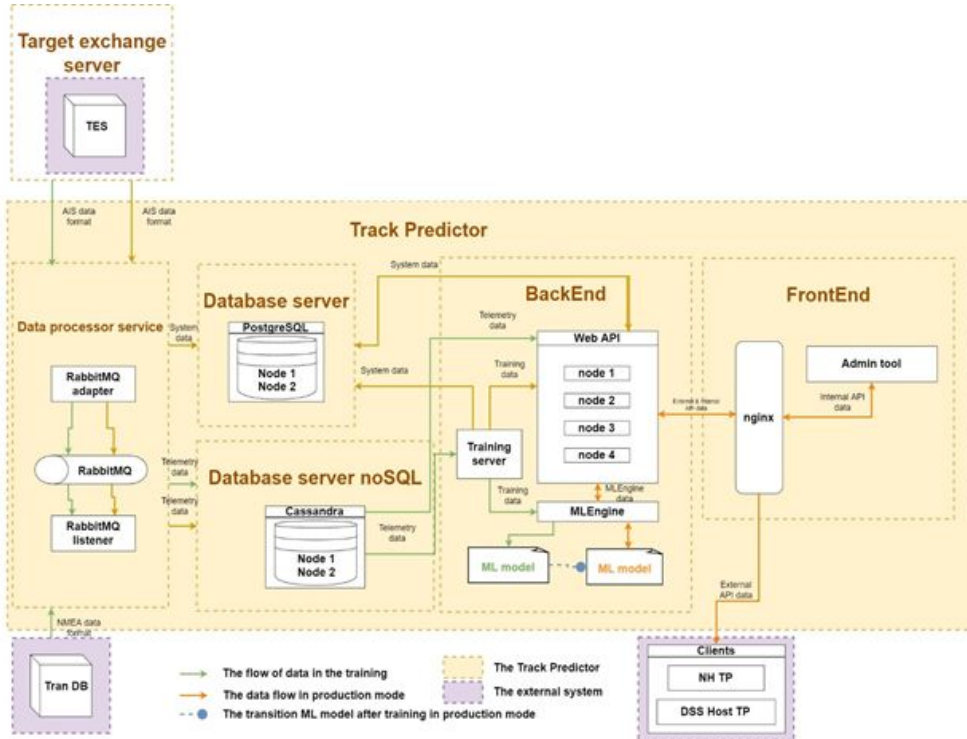 Target exchange
server
TES
AIS data
format
AIS data
format
Track Predictor
Data processor service
RabbitMQ
adapter
RabbitMQ
RabbitMQ
listener
System
data
Telemetry
data
Telemetry
data
Database server
PostgreSQL
Node 1
Node 2
Database server noSQL
Cassandra
Node 1
Node 2
System data
System data
Telemetry
data
Telemetry
data
BackEnd
Training
server
Training
data
Training
data
Web API
node 1
node 2
node 3
node 4
MLEngine
data
MLEngine
ML model
ML model
API data
FrontEnd
nginx
Admin tool
Internal API
data
External
API data
NMEA data
format
Tran DB
The flow of data in the training
The data flow in production mode
The transition ML model after training in production mode
The Track Predictor
The external system
Clients
NH TP
DSS Host TP